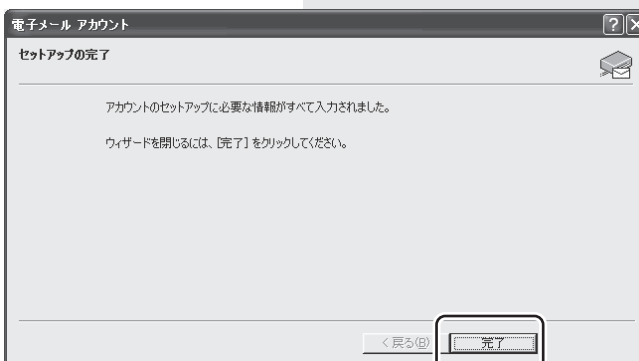 電子メール アカウント
セットアップの完了
アカウントのセットアップに必要な情報がすべて入力されました。
ウィザードを閉じるには、[完了] をクリックしてください。
< 戻る(B) 完了